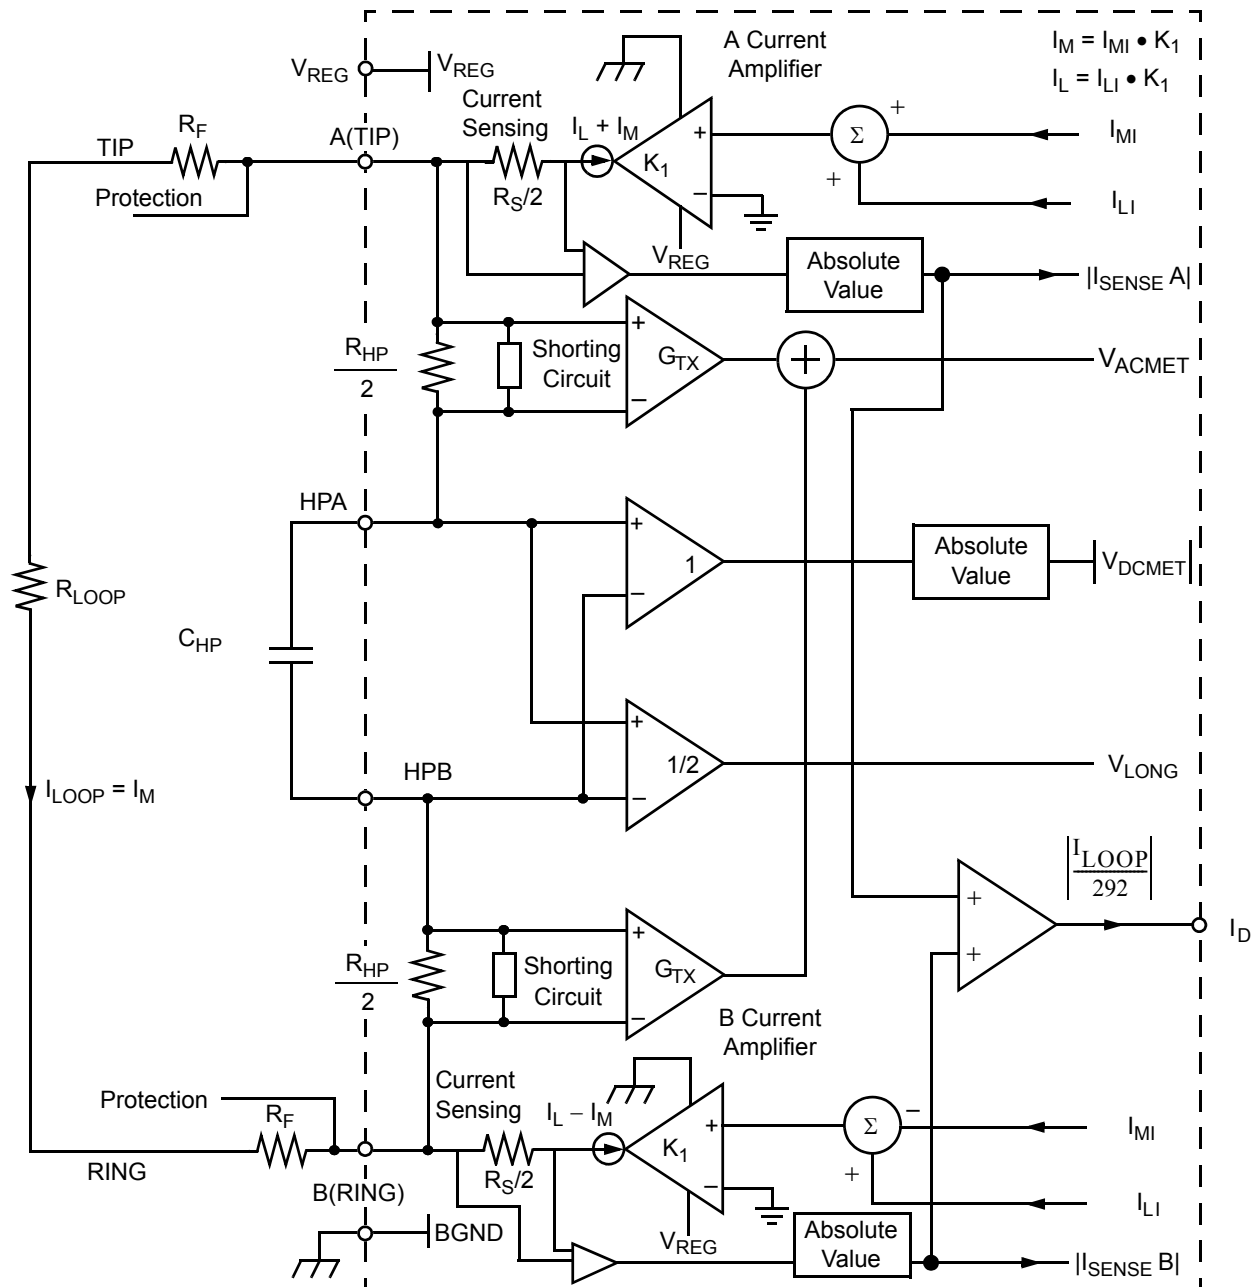 A Current
Amplifier
I_M = I_MI • K_1
I_L = I_LI • K_1
V_REG
V_REG
Current
Sensing
I_L + I_M
R_F
A(TIP)
TIP
+
Σ
+
I_MI
K_1
−
+
Protection
R_S/2
I_LI
V_REG
Absolute
Value
|I_SENSE A|
+
R_HP
2
Shorting
Circuit
G_TX
+
V_ACMET
−
HPA
+
1
Absolute
Value
|V_DCMET|
R_LOOP
−
C_HP
+
1/2
V_LONG
HPB
−
I_LOOP = I_M
|I_LOOP
292|
+
I_D
+
+
R_HP
2
Shorting
Circuit
G_TX
−
B Current
Amplifier
Current
Sensing
Protection
R_F
I_L − I_M
+
Σ
−
I_MI
K_1
RING
R_S/2
−
+
B(RING)
I_LI
BGND
V_REG
Absolute
Value
|I_SENSE B|